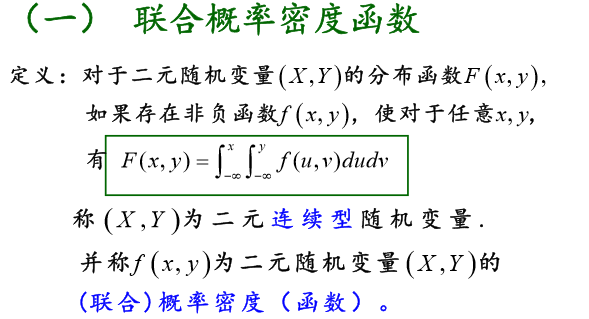 （一） 联合概率密度函数
定义：对于二元随机变量(X,Y)的分布函数F(x,y),
如果存在非负函数f(x,y)，使对于任意x,y,
有 F(x,y)=∫_{-∞}^{x}∫_{-∞}^{y} f(u,v)dudv
称(X,Y)为二元连续型随机变量.
并称f(x,y)为二元随机变量(X,Y)的
(联合)概率密度（函数）。